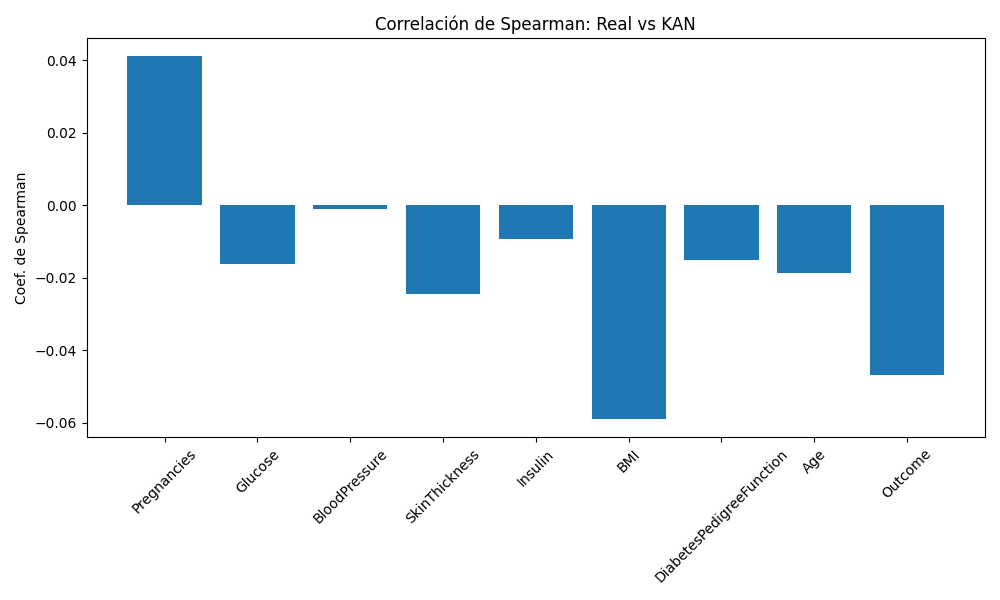 Correlación de Spearman: Real vs KAN
Coef. de Spearman
0.04
0.02
0.00
−0.02
−0.04
−0.06
Pregnancies
Glucose
BloodPressure
SkinThickness
Insulin
BMI
DiabetesPedigreeFunction
Age
Outcome